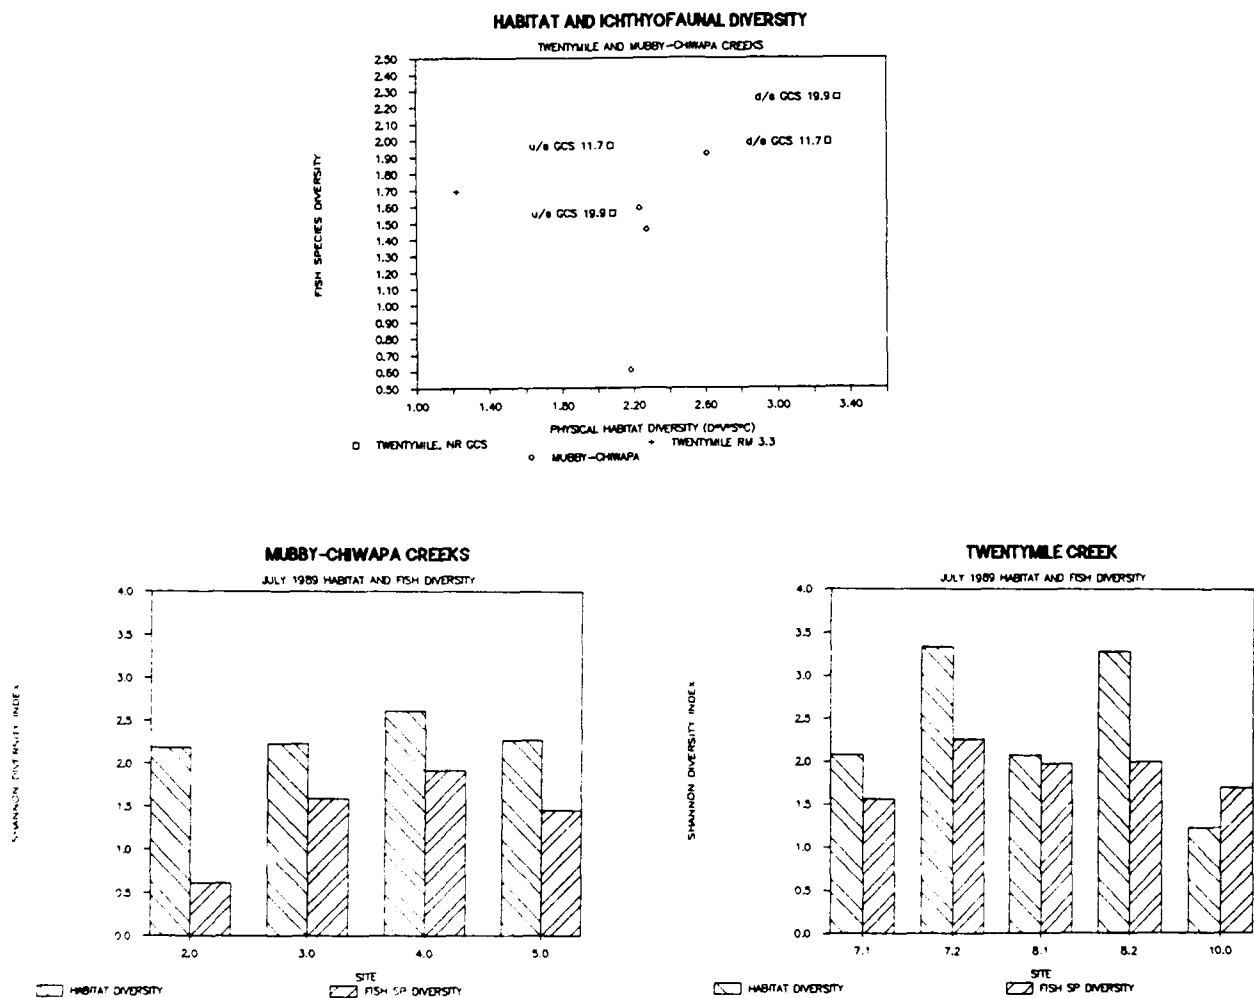 HABITAT AND ICHTHYOFAUNAL DIVERSITY
TWENTYMILE AND MUBBY-CHIWAPA CREEKS
FISH SPECIES DIVERSITY
2.50
2.40
2.30
2.20
2.10
2.00
1.90
1.80
1.70
1.60
1.50
1.40
1.30
1.20
1.10
1.00
0.90
0.80
0.70
0.60
0.50
d/s GCS 19.9
u/s GCS 11.7
d/s GCS 11.7
u/s GCS 19.9
1.00 1.40 1.80 2.20 2.60 3.00 3.40
PHYSICAL HABITAT DIVERSITY (D*V*S*C)
TWENTYMILE, NR GCS
TWENTYMILE RM 3.3
MUBBY-CHIWAPA
MUBBY-CHIWAPA CREEKS
JULY 1989 HABITAT AND FISH DIVERSITY
SHANNON DIVERSITY INDEX
4.0
3.5
3.0
2.5
2.0
1.5
1.0
0.5
0.0
2.0 3.0 4.0 5.0
SITE
HABITAT DIVERSITY
FISH SP DIVERSITY
TWENTYMILE CREEK
JULY 1989 HABITAT AND FISH DIVERSITY
SHANNON DIVERSITY INDEX
4.0
3.5
3.0
2.5
2.0
1.5
1.0
0.5
0.0
7.1 7.2 8.1 8.2 10.0
SITE
HABITAT DIVERSITY
FISH SP DIVERSITY